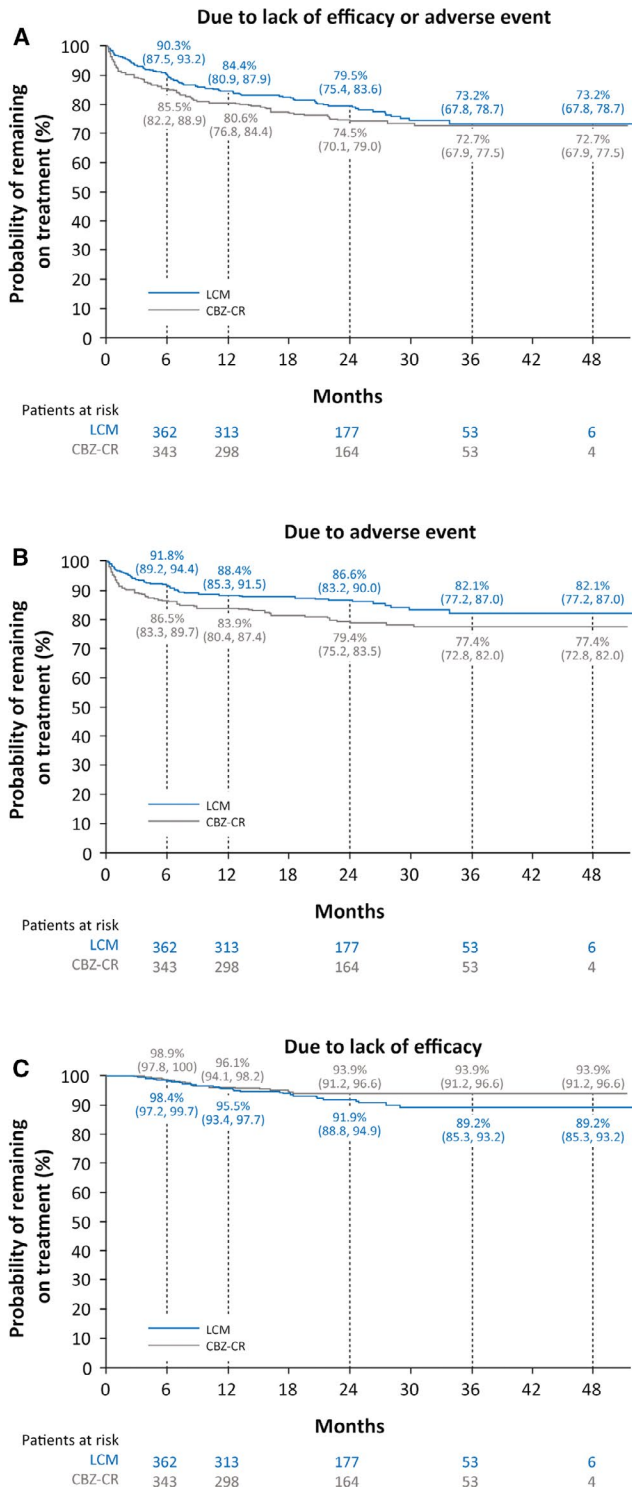 A
Due to lack of efficacy or adverse event
Probability of remaining
on treatment (%)
100
90
80
70
60
50
40
30
20
10
0
90.3%
(87.5, 93.2)
84.4%
(80.9, 87.9)
79.5%
(75.4, 83.6)
73.2%
(67.8, 78.7)
73.2%
(67.8, 78.7)
85.5%
(82.2, 88.9)
80.6%
(76.8, 84.4)
74.5%
(70.1, 79.0)
72.7%
(67.9, 77.5)
72.7%
(67.9, 77.5)
LCM
CBZ-CR
0 6 12 18 24 30 36 42 48
Months
Patients at risk
LCM 362 313 177 53 6
CBZ-CR 343 298 164 53 4
B
Due to adverse event
Probability of remaining
on treatment (%)
100
90
80
70
60
50
40
30
20
10
0
91.8%
(89.2, 94.4)
88.4%
(85.3, 91.5)
86.6%
(83.2, 90.0)
82.1%
(77.2, 87.0)
82.1%
(77.2, 87.0)
86.5%
(83.3, 89.7)
83.9%
(80.4, 87.4)
79.4%
(75.2, 83.5)
77.4%
(72.8, 82.0)
77.4%
(72.8, 82.0)
LCM
CBZ-CR
0 6 12 18 24 30 36 42 48
Months
Patients at risk
LCM 362 313 177 53 6
CBZ-CR 343 298 164 53 4
C
Due to lack of efficacy
Probability of remaining
on treatment (%)
100
90
80
70
60
50
40
30
20
10
0
98.9%
(97.8, 100)
96.1%
(94.1, 98.2)
93.9%
(91.2, 96.6)
93.9%
(91.2, 96.6)
93.9%
(91.2, 96.6)
98.4%
(97.2, 99.7)
95.5%
(93.4, 97.7)
91.9%
(88.8, 94.9)
89.2%
(85.3, 93.2)
89.2%
(85.3, 93.2)
LCM
CBZ-CR
0 6 12 18 24 30 36 42 48
Months
Patients at risk
LCM 362 313 177 53 6
CBZ-CR 343 298 164 53 4